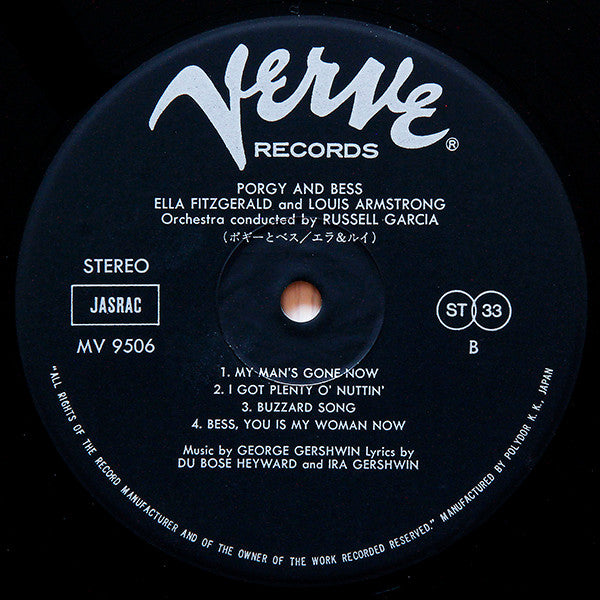 Verve
RECORDS ®
PORGY AND BESS
ELLA FITZGERALD and LOUIS ARMSTRONG
Orchestra conducted by RUSSELL GARCIA
(ポギーとベス／エラ&ルイ)
STEREO
JASRAC
MV 9506
ST 33
B
1. MY MAN'S GONE NOW
2. I GOT PLENTY O' NUTTIN'
3. BUZZARD SONG
4. BESS, YOU IS MY WOMAN NOW
Music by GEORGE GERSHWIN Lyrics by
DU BOSE HEYWARD and IRA GERSHWIN
"ALL RIGHTS OF THE RECORD MANUFACTURER AND OF THE OWNER OF THE WORK RECORDED RESERVED." MANUFACTURED BY POLYDOR K. K., JAPAN